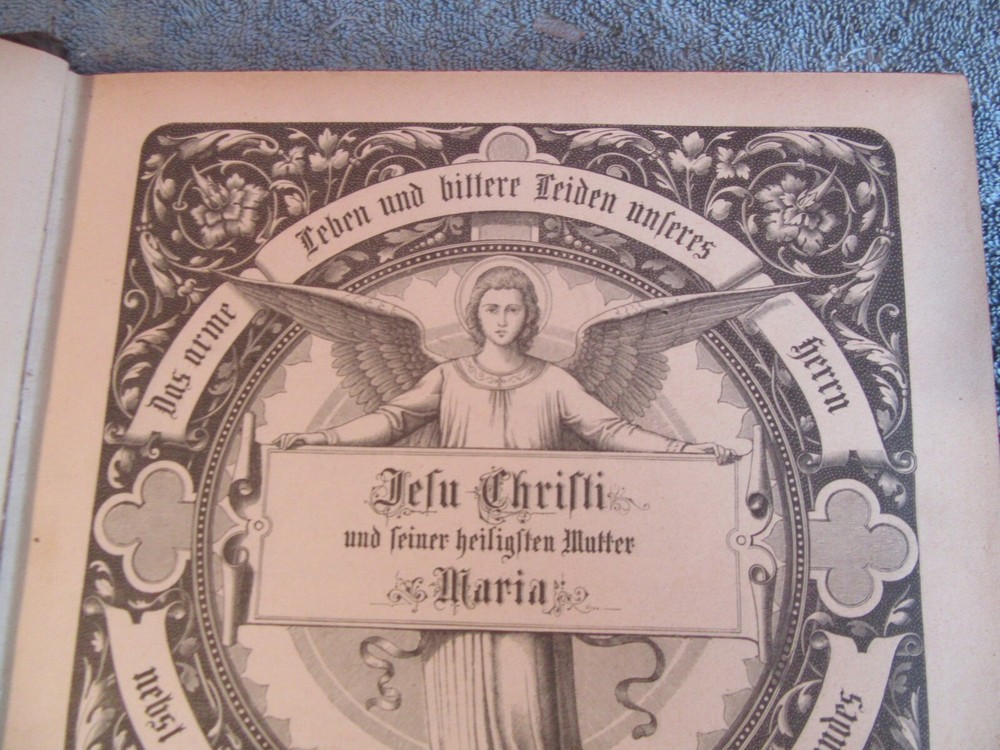 Das arme
Leben und bittere Leiden unseres
Herrn
Jesu Christi
und seiner heiligsten Mutter
Maria
nebst